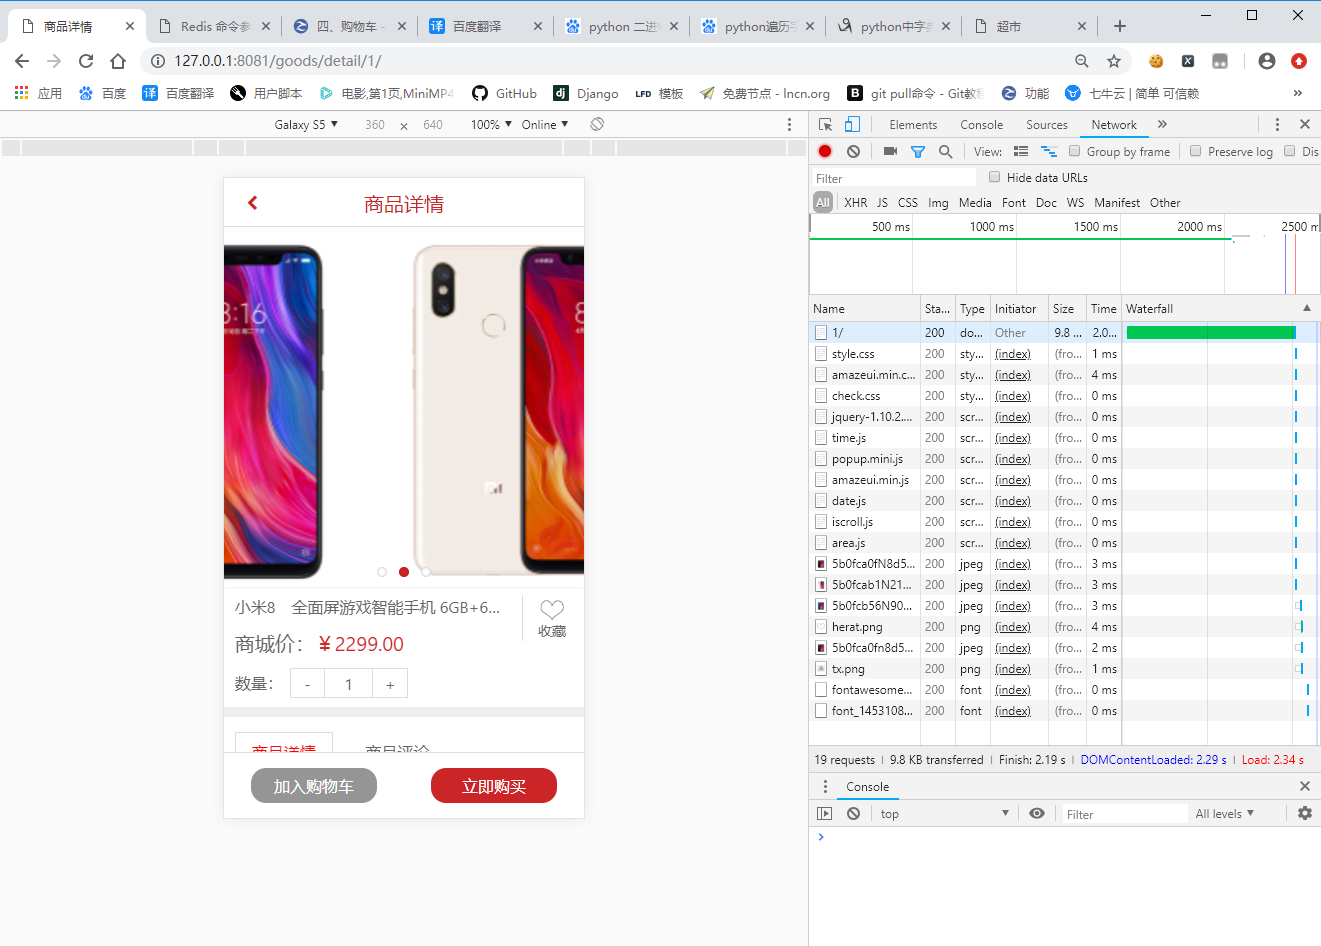 商品详情
Redis 命令参
四、购物车 -
百度翻译
python 二进
python遍历字
python中字典
超市
127.0.0.1:8081/goods/detail/1/
应用
百度
百度翻译
用户脚本
电影,第1页,MiniMP4
GitHub
Django
LFD 模板
免费节点 - lncn.org
git pull命令 - Git教程
功能
七牛云 | 简单 可信赖
»
Galaxy S5 ▼ 360 × 640 100% ▼ Online ▼
Elements Console Sources Network »
View: Group by frame Preserve log Dis
Filter Hide data URLs
All XHR JS CSS Img Media Font Doc WS Manifest Other
500 ms 1000 ms 1500 ms 2000 ms 2500 m
Name Sta... Type Initiator Size Time Waterfall
1/ 200 do... Other 9.8 ... 2.0...
style.css 200 sty... (index) (fro... 1 ms
amazeui.min.c... 200 sty... (index) (fro... 4 ms
check.css 200 sty... (index) (fro... 0 ms
jquery-1.10.2.... 200 scr... (index) (fro... 0 ms
time.js 200 scr... (index) (fro... 0 ms
popup.mini.js 200 scr... (index) (fro... 0 ms
amazeui.min.js 200 scr... (index) (fro... 0 ms
date.js 200 scr... (index) (fro... 0 ms
iscroll.js 200 scr... (index) (fro... 0 ms
area.js 200 scr... (index) (fro... 0 ms
5b0fca0fN8d5... 200 jpeg (index) (fro... 3 ms
5b0fcab1N21... 200 jpeg (index) (fro... 3 ms
5b0fcb56N90... 200 jpeg (index) (fro... 3 ms
herat.png 200 png (index) (fro... 4 ms
5b0fca0fn8d5... 200 jpeg (index) (fro... 2 ms
tx.png 200 png (index) (fro... 1 ms
fontawesome... 200 font (index) (fro... 0 ms
font_1453108... 200 font (index) (fro... 0 ms
19 requests | 9.8 KB transferred | Finish: 2.19 s | DOMContentLoaded: 2.29 s | Load: 2.34 s
Console
top ▼ Filter All levels ▼
商品详情
8:16
小米8 全面屏游戏智能手机 6GB+6...
收藏
商城价: ¥2299.00
数量: - 1 +
商品详情 商品评论
加入购物车 立即购买